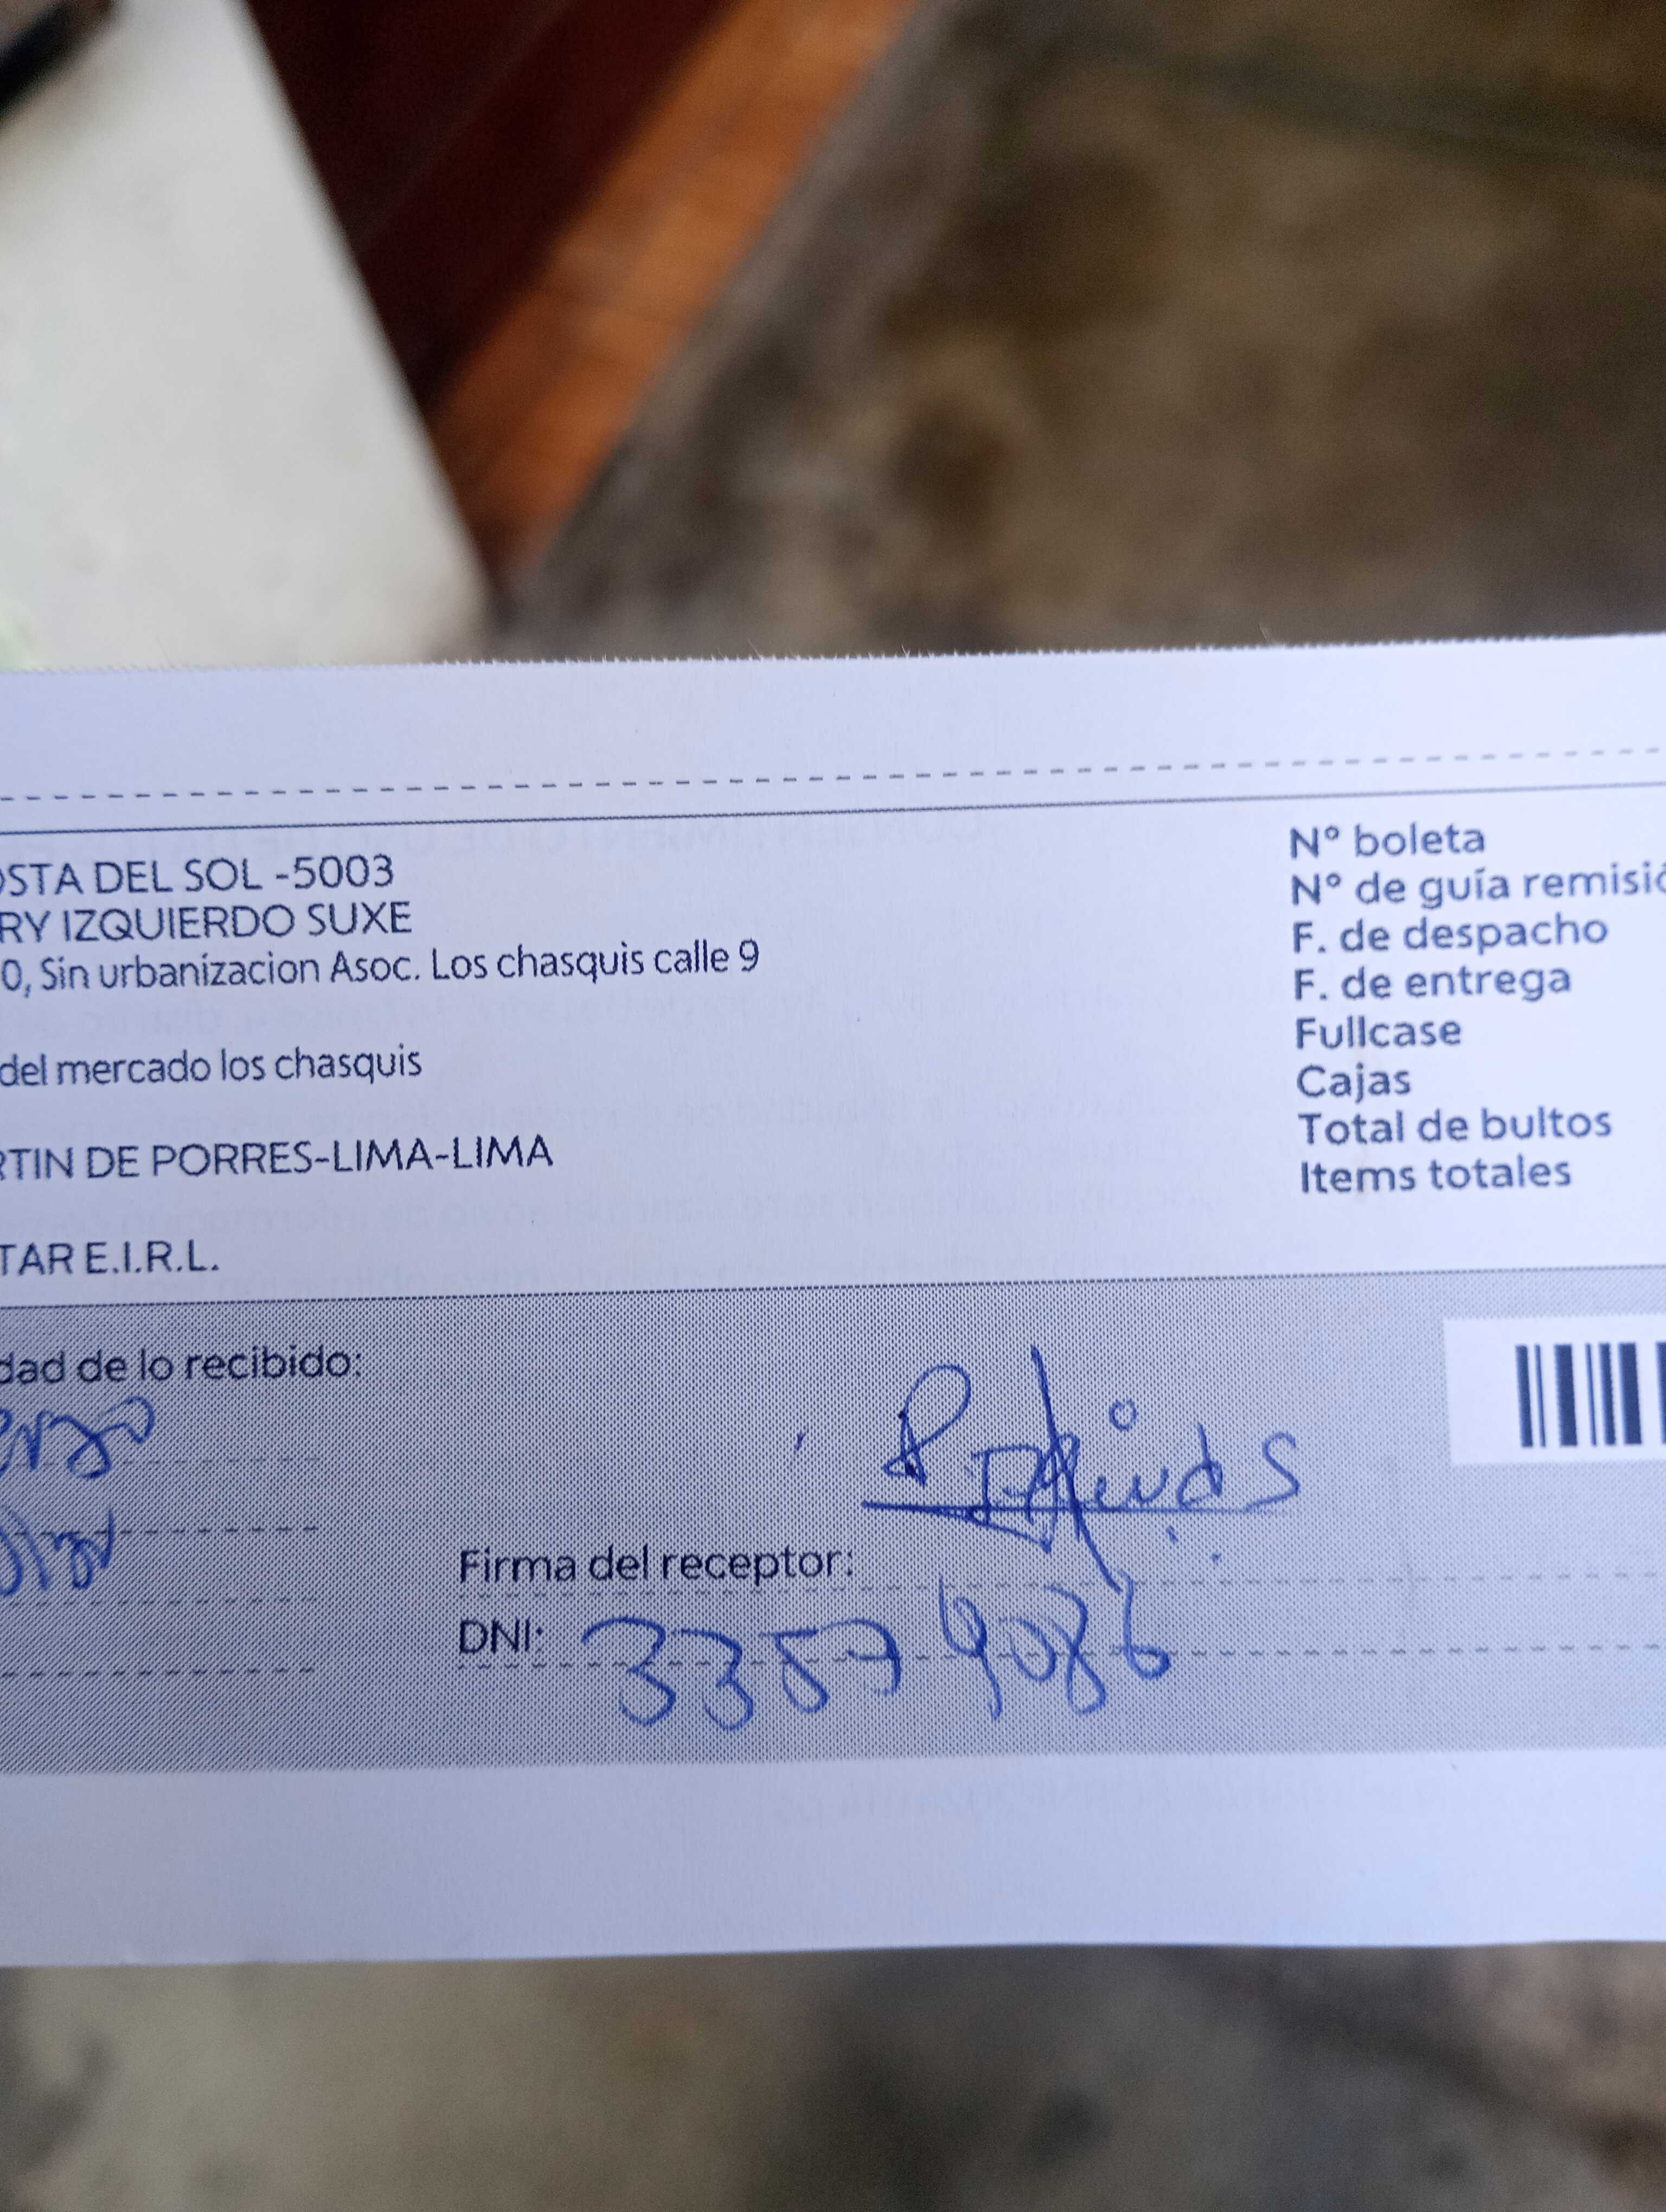 OSTA DEL SOL -5003
RY IZQUIERDO SUXE
0, Sin urbanizacion Asoc. Los chasquis calle 9
del mercado los chasquis
RTIN DE PORRES-LIMA-LIMA
TAR E.I.R.L.
N° boleta
N° de guía remisió
F. de despacho
F. de entrega
Fullcase
Cajas
Total de bultos
Items totales
dad de lo recibido:
Firma del receptor:
DNI: 33579086